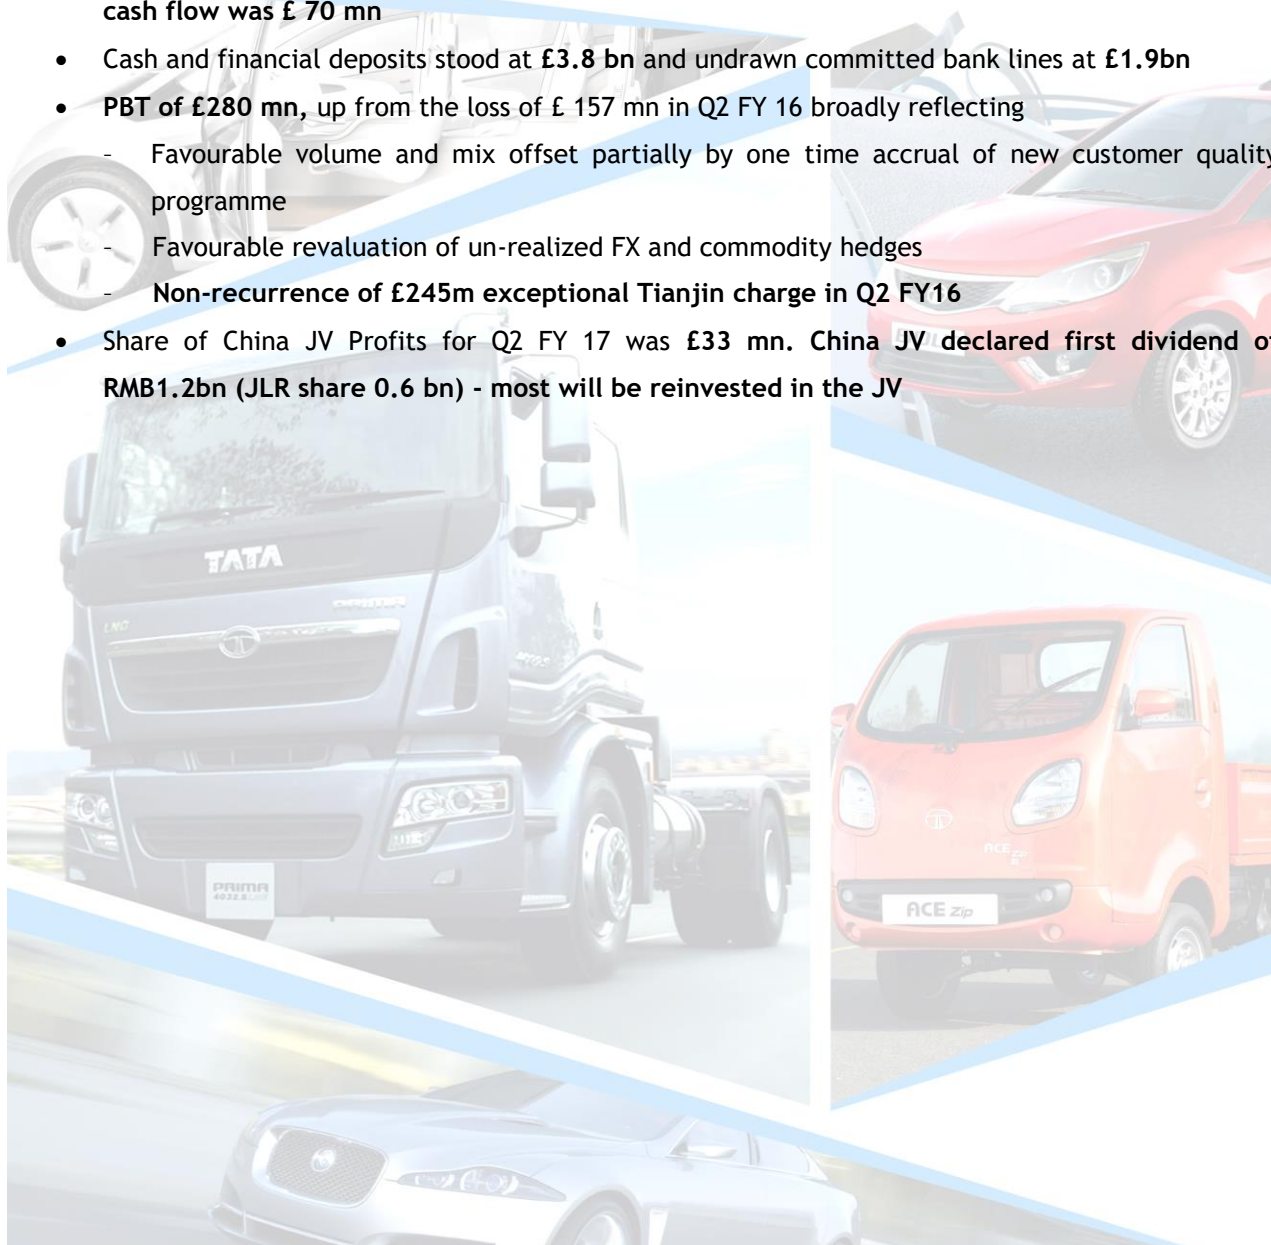 cash flow was £ 70 mn
• Cash and financial deposits stood at £3.8 bn and undrawn committed bank lines at £1.9bn
• PBT of £280 mn, up from the loss of £ 157 mn in Q2 FY 16 broadly reflecting
– Favourable volume and mix offset partially by one time accrual of new customer quality
programme
– Favourable revaluation of un-realized FX and commodity hedges
– Non-recurrence of £245m exceptional Tianjin charge in Q2 FY16
• Share of China JV Profits for Q2 FY 17 was £33 mn. China JV declared first dividend of
RMB1.2bn (JLR share 0.6 bn) - most will be reinvested in the JV
TATA
PRIMA
LNG
PRIMA
ACE Zip
ACE Zip